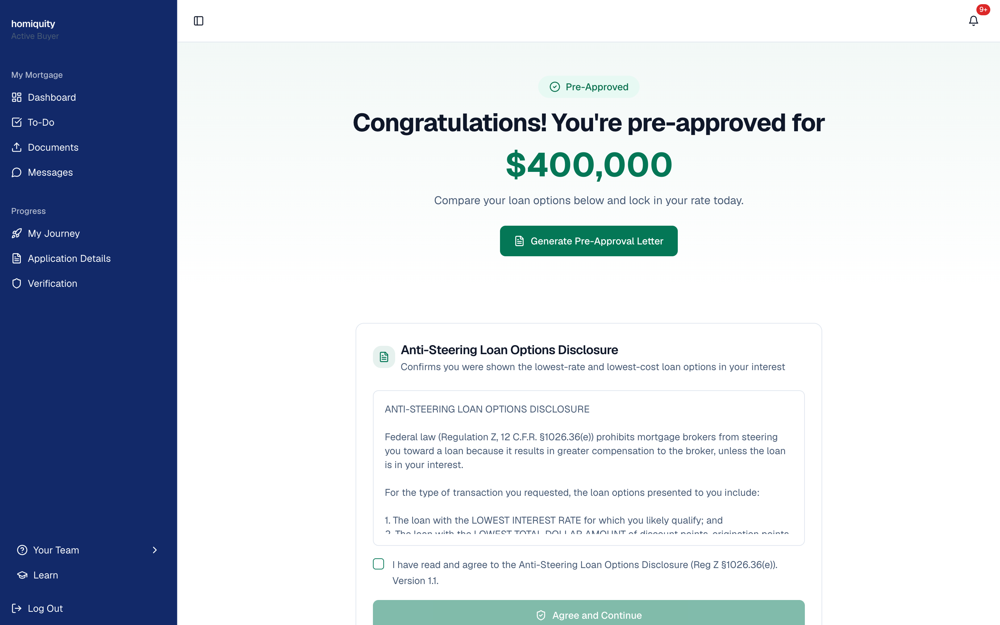 homiquity
Active Buyer
My Mortgage
Dashboard
To-Do
Documents
Messages
Progress
My Journey
Application Details
Verification
Your Team
Learn
Log Out
9+
Pre-Approved
Congratulations! You're pre-approved for
$400,000
Compare your loan options below and lock in your rate today.
Generate Pre-Approval Letter
Anti-Steering Loan Options Disclosure
Confirms you were shown the lowest-rate and lowest-cost loan options in your interest
ANTI-STEERING LOAN OPTIONS DISCLOSURE
Federal law (Regulation Z, 12 C.F.R. §1026.36(e)) prohibits mortgage brokers from steering
you toward a loan because it results in greater compensation to the broker, unless the loan
is in your interest.
For the type of transaction you requested, the loan options presented to you include:
1. The loan with the LOWEST INTEREST RATE for which you likely qualify; and
2. The loan with the LOWEST TOTAL DOLLAR AMOUNT of discount points, origination points
I have read and agree to the Anti-Steering Loan Options Disclosure (Reg Z §1026.36(e)).
Version 1.1.
Agree and Continue